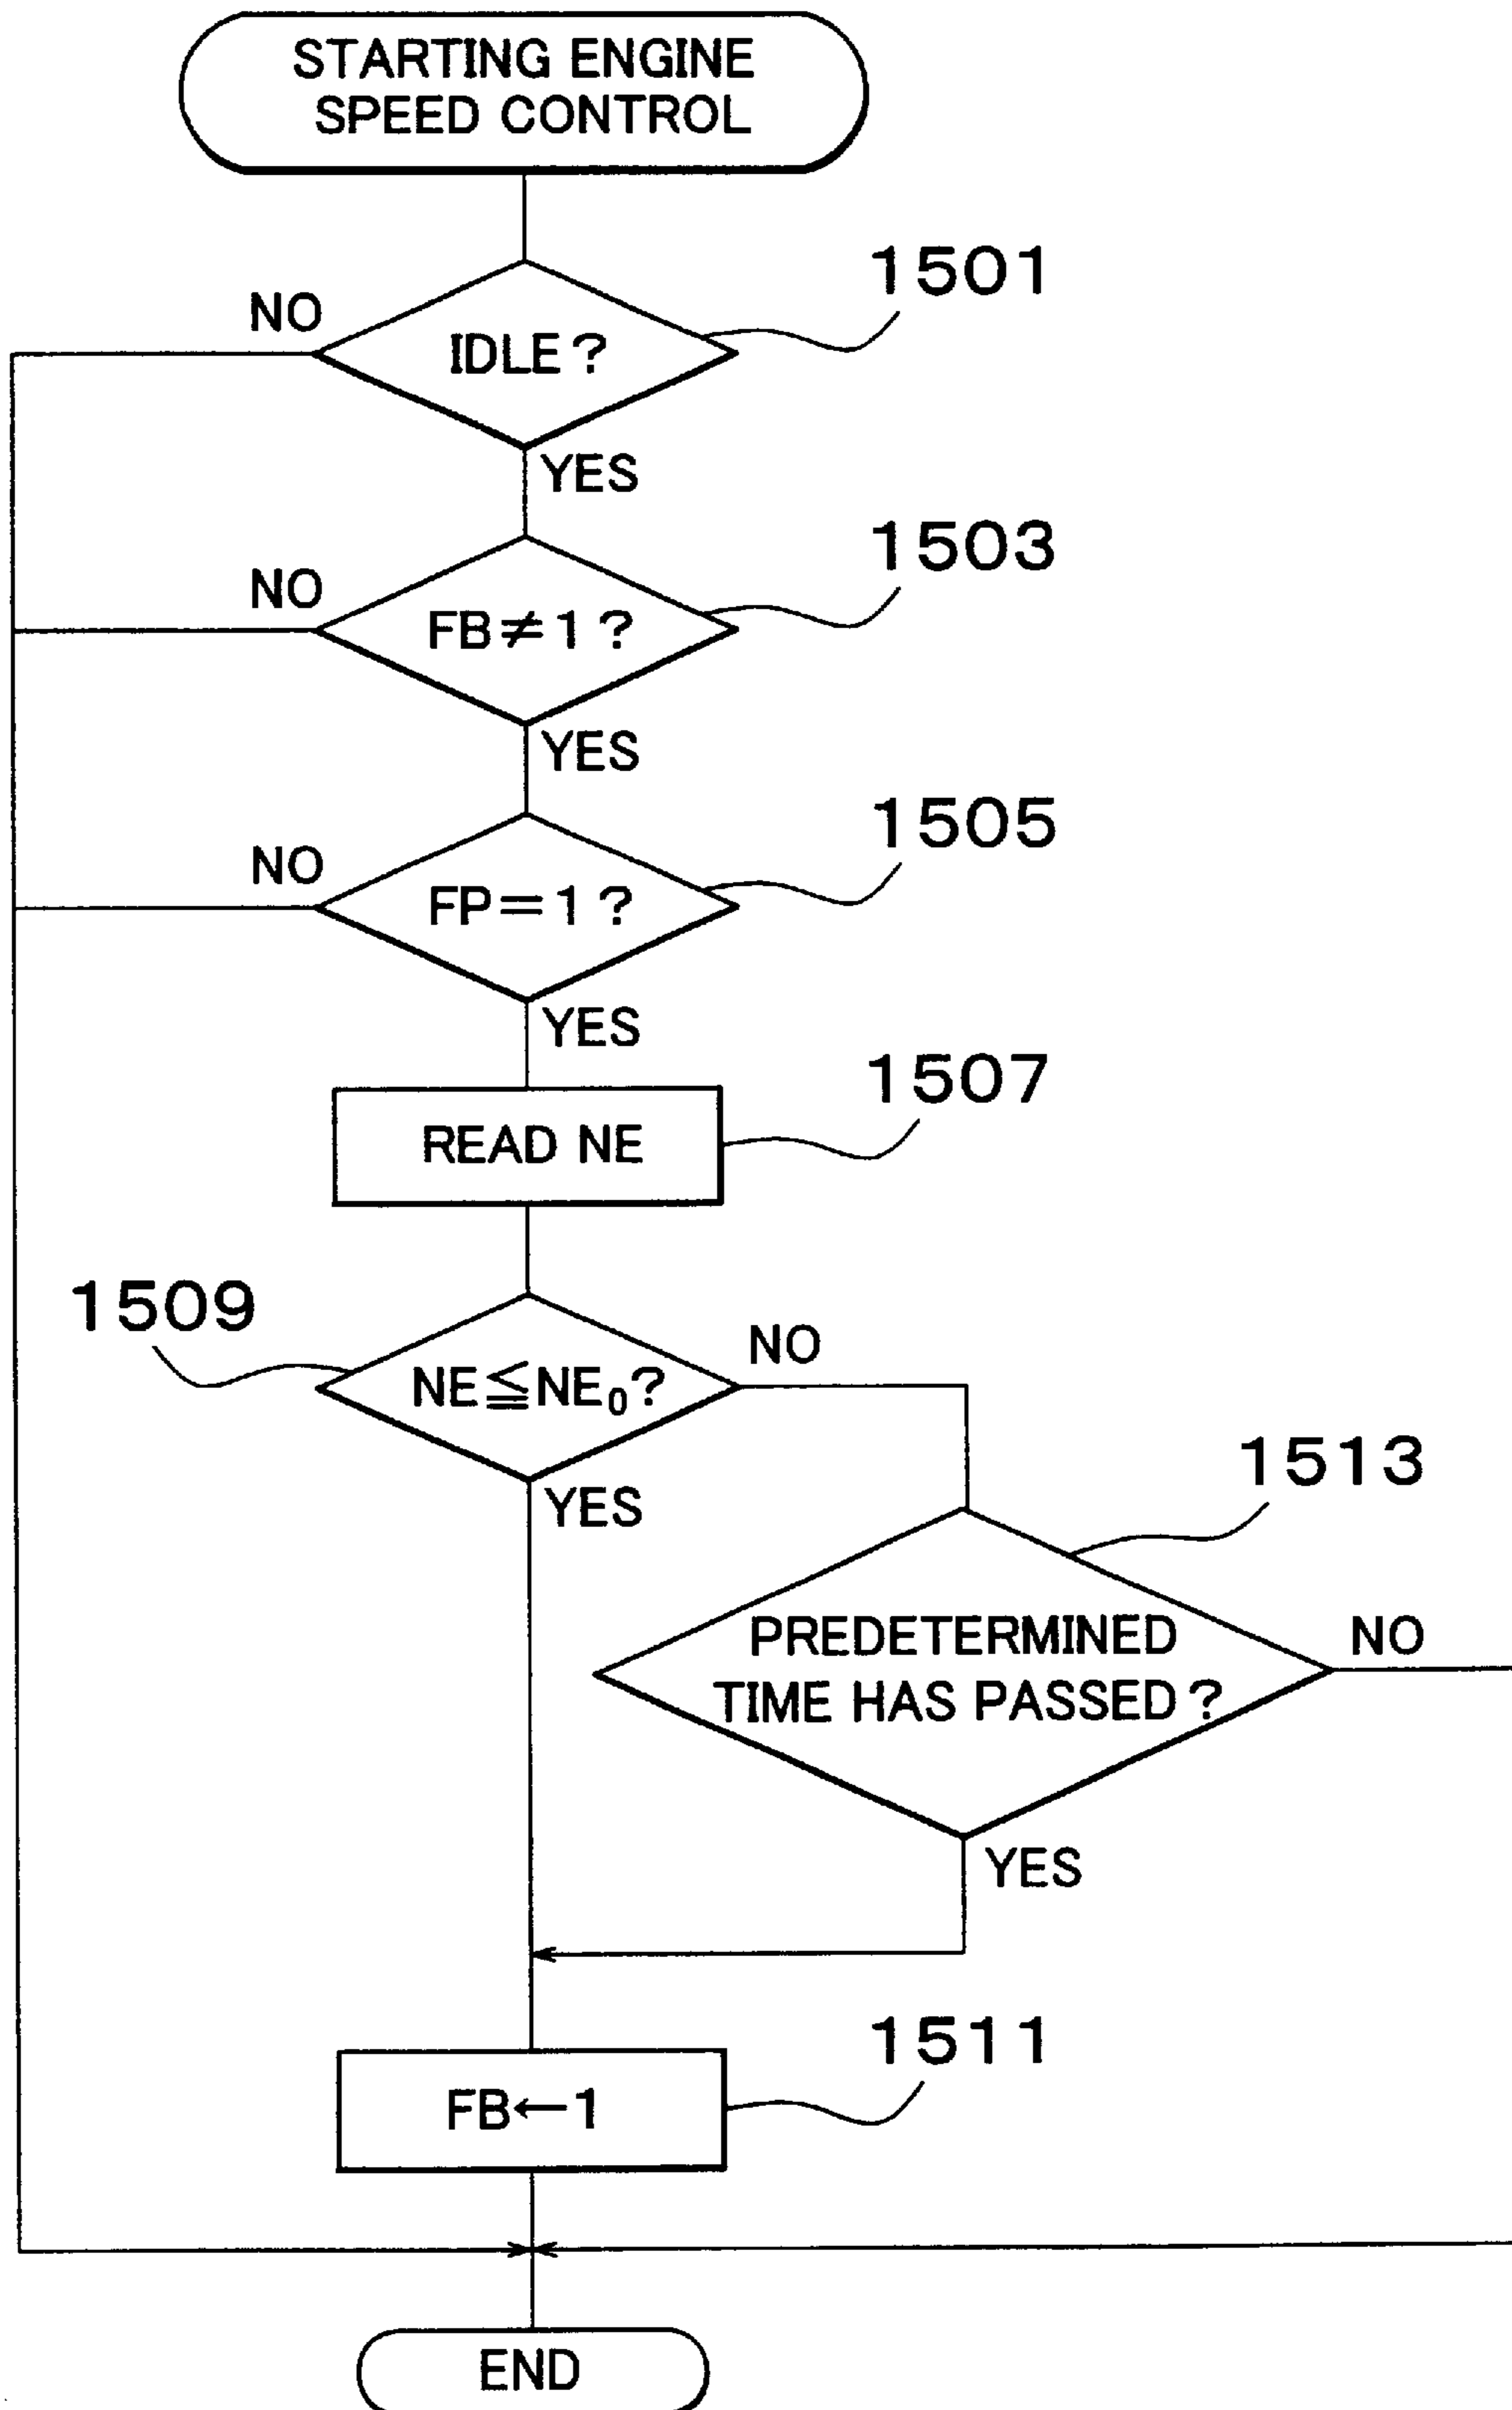 STARTING ENGINE
SPEED CONTROL
1501
NO
IDLE?
YES
1503
NO
FB≠1?
YES
1505
NO
FP=1?
YES
1507
READ NE
1509
NO
NE≦NE₀?
YES
1513
PREDETERMINED
NO
TIME HAS PASSED?
YES
1511
FB←1
END